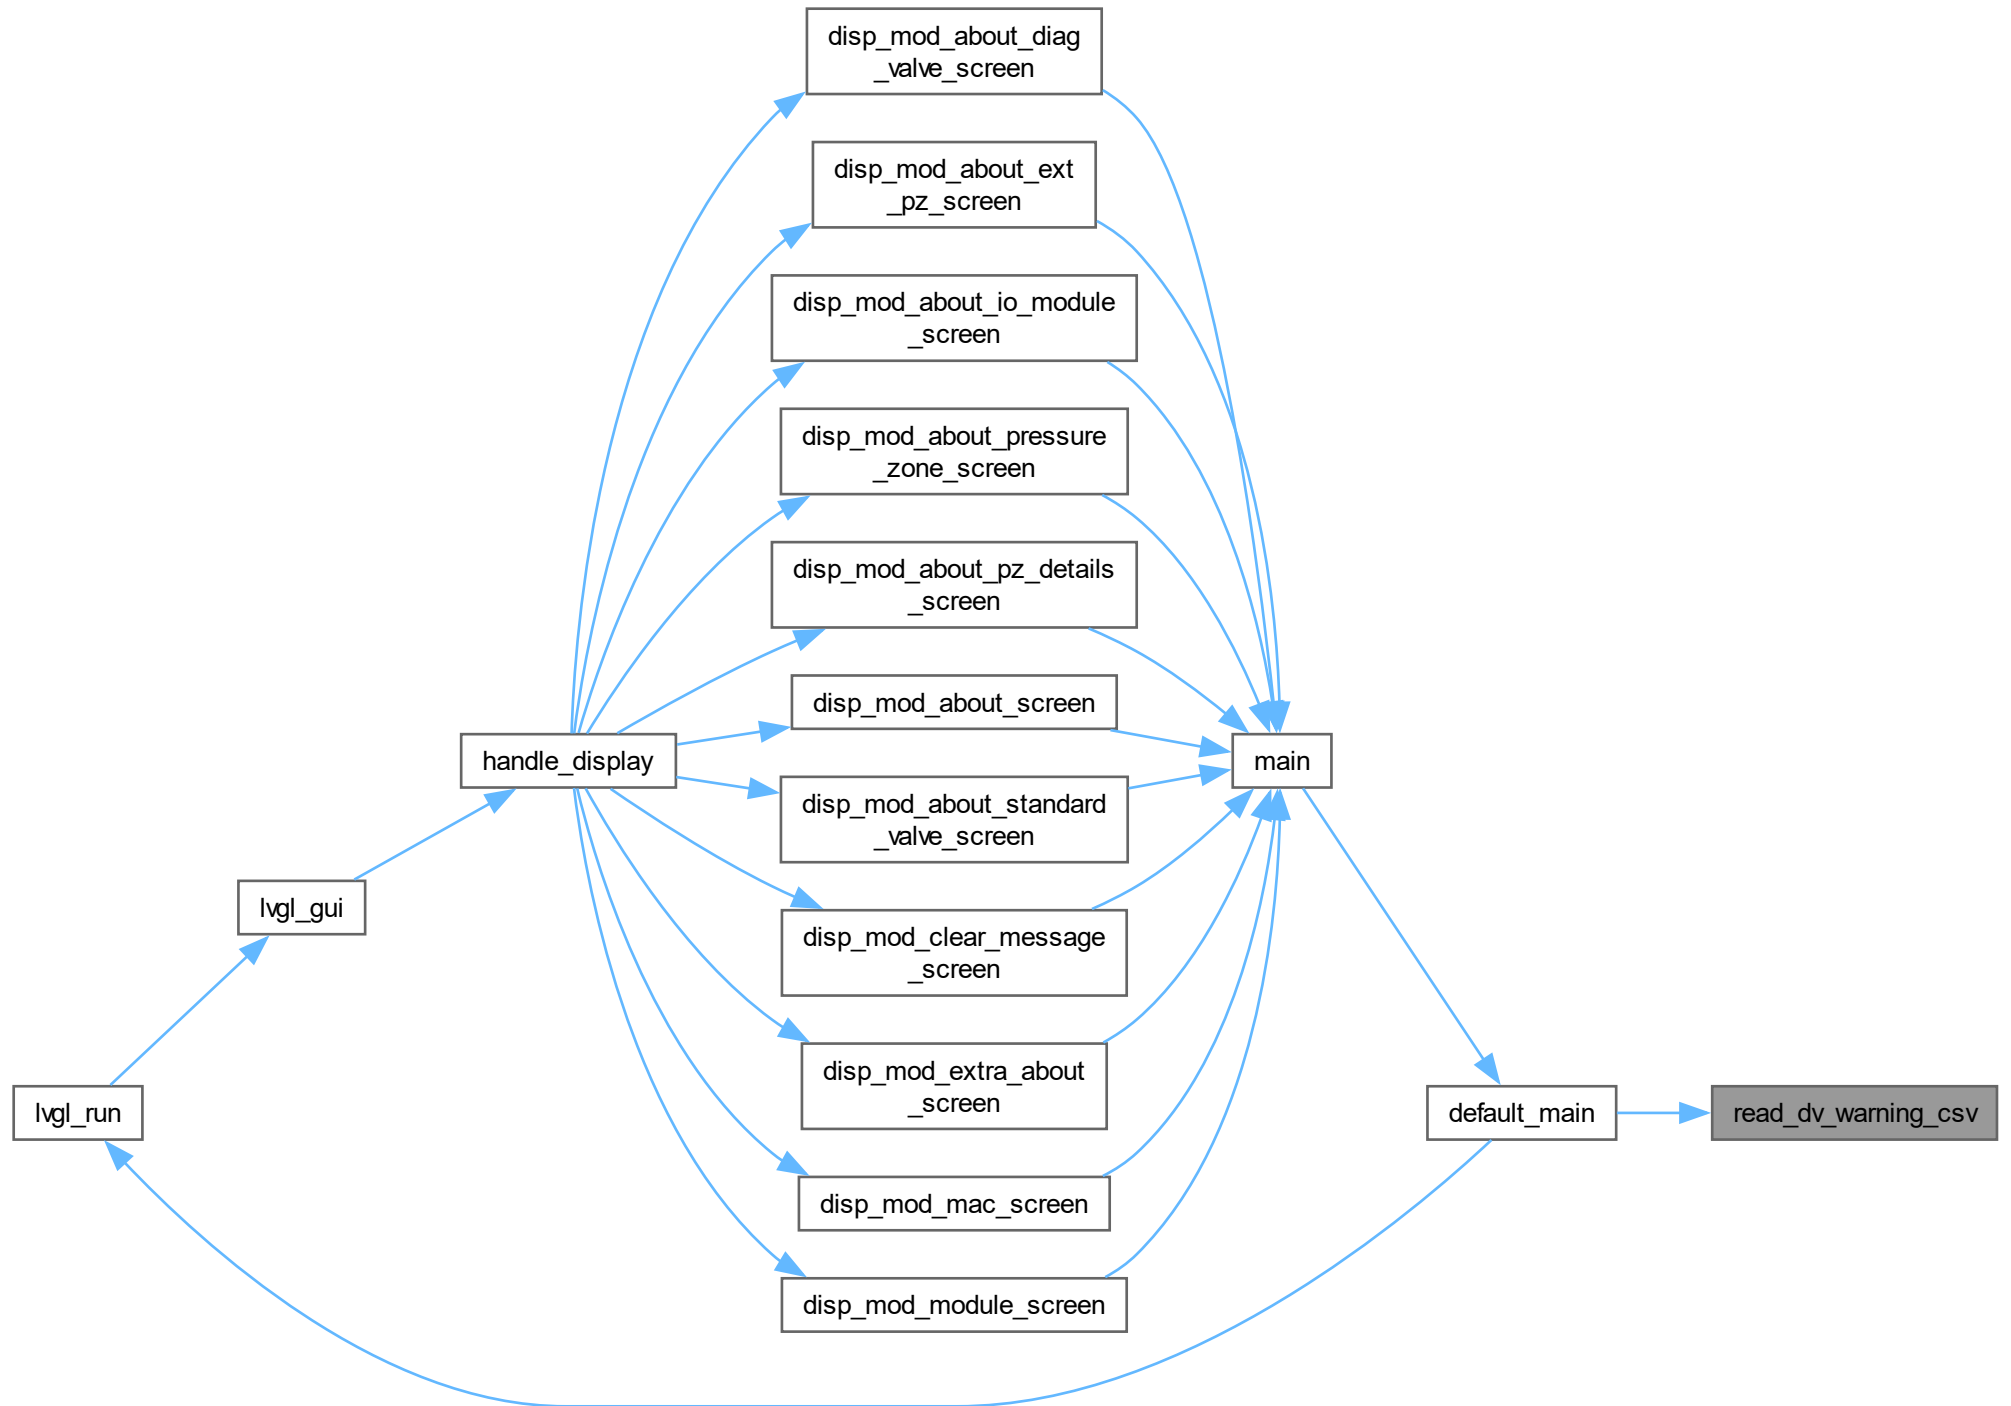 disp_mod_about_diag
_valve_screen
disp_mod_about_ext
_pz_screen
disp_mod_about_io_module
_screen
disp_mod_about_pressure
_zone_screen
disp_mod_about_pz_details
_screen
disp_mod_about_screen
handle_display
main
disp_mod_about_standard
_valve_screen
lvgl_gui
disp_mod_clear_message
_screen
disp_mod_extra_about
_screen
lvgl_run
default_main
read_dv_warning_csv
disp_mod_mac_screen
disp_mod_module_screen